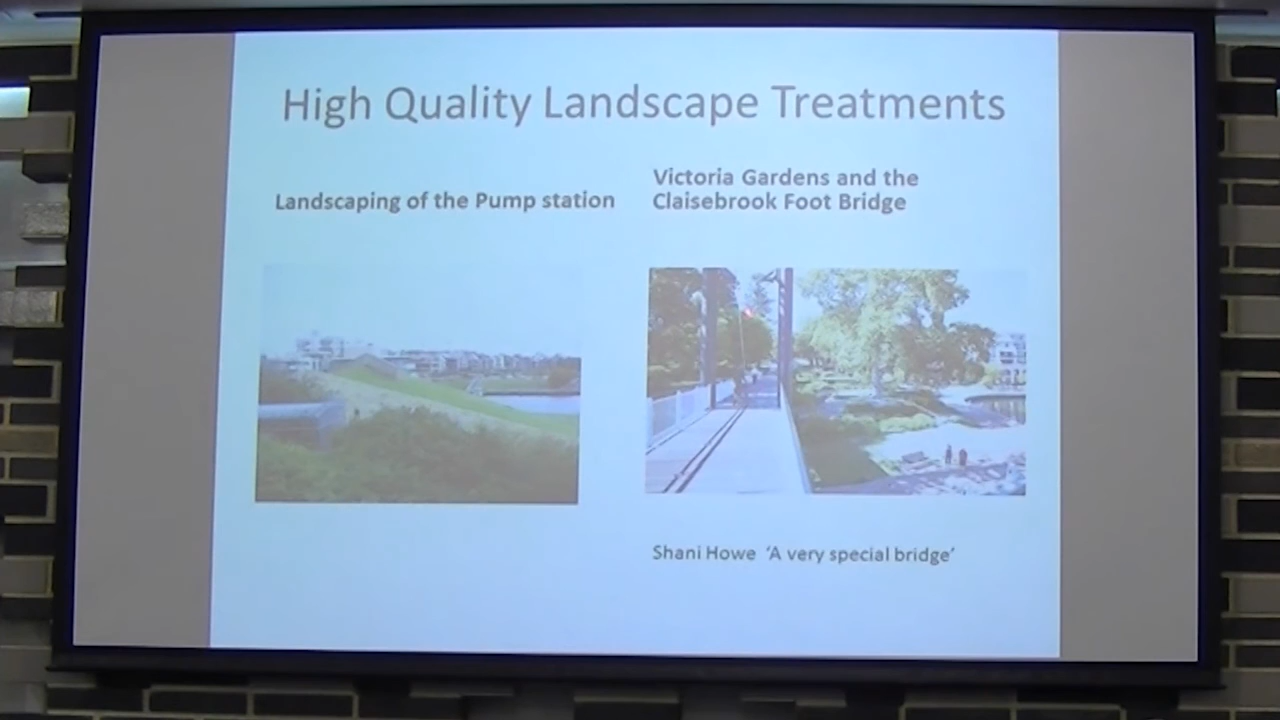 High Quality Landscape Treatments
Landscaping of the Pump station
Victoria Gardens and the
Claisebrook Foot Bridge
Shani Howe ‘A very special bridge’